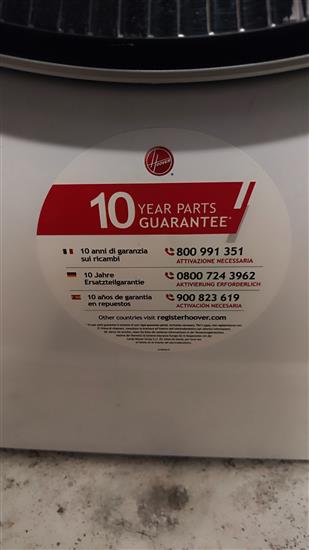 Hoover
10 YEAR PARTS
GUARANTEE*
10 anni di garanzia
sui ricambi
800 991 351
ATTIVAZIONE NECESSARIA
10 Jahre
Ersatzteilgarantie
0800 724 3962
AKTIVIERUNG ERFORDERLICH
10 años de garantía
en repuestos
900 823 619
ACTIVACIÓN NECESARIA
Other countries visit registerhoover.com